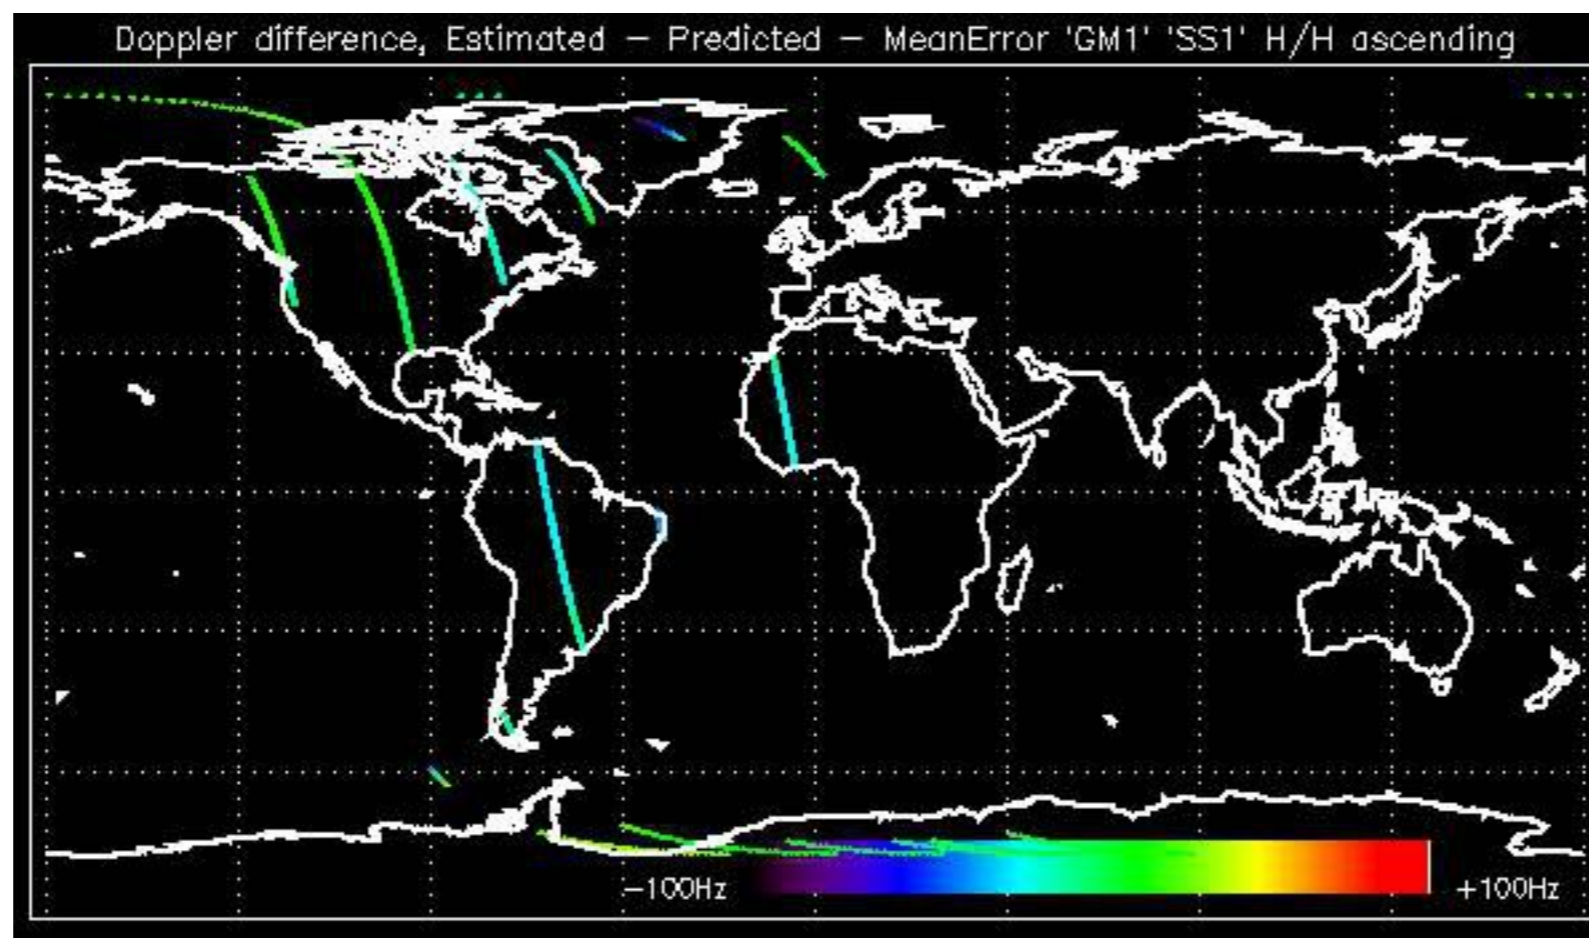 Doppler difference, Estimated – Predicted – MeanError 'GM1' 'SS1' H/H ascending
–100Hz +100Hz